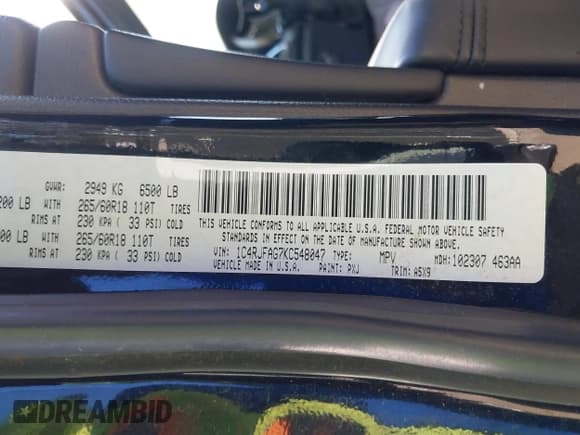 GVWR: 2949 KG 6500 LB
200 LB WITH 265/60R18 110T TIRES
RIMS AT 230 KPA ( 33 PSI) COLD
00 LB WITH 265/60R18 110T TIRES
RIMS AT 230 KPA ( 33 PSI) COLD
THIS VEHICLE CONFORMS TO ALL APPLICABLE U.S.A. FEDERAL MOTOR VEHICLE SAFETY
STANDARDS IN EFFECT ON THE DATE OF MANUFACTURE SHOWN ABOVE.
VIN: 1C4RJFAG7KC548047 TYPE: MPV MDH: 102307 463AA
VEHICLE MADE IN U.S.A. PAINT: PXJ TRIM: A5X9
DREAMBID